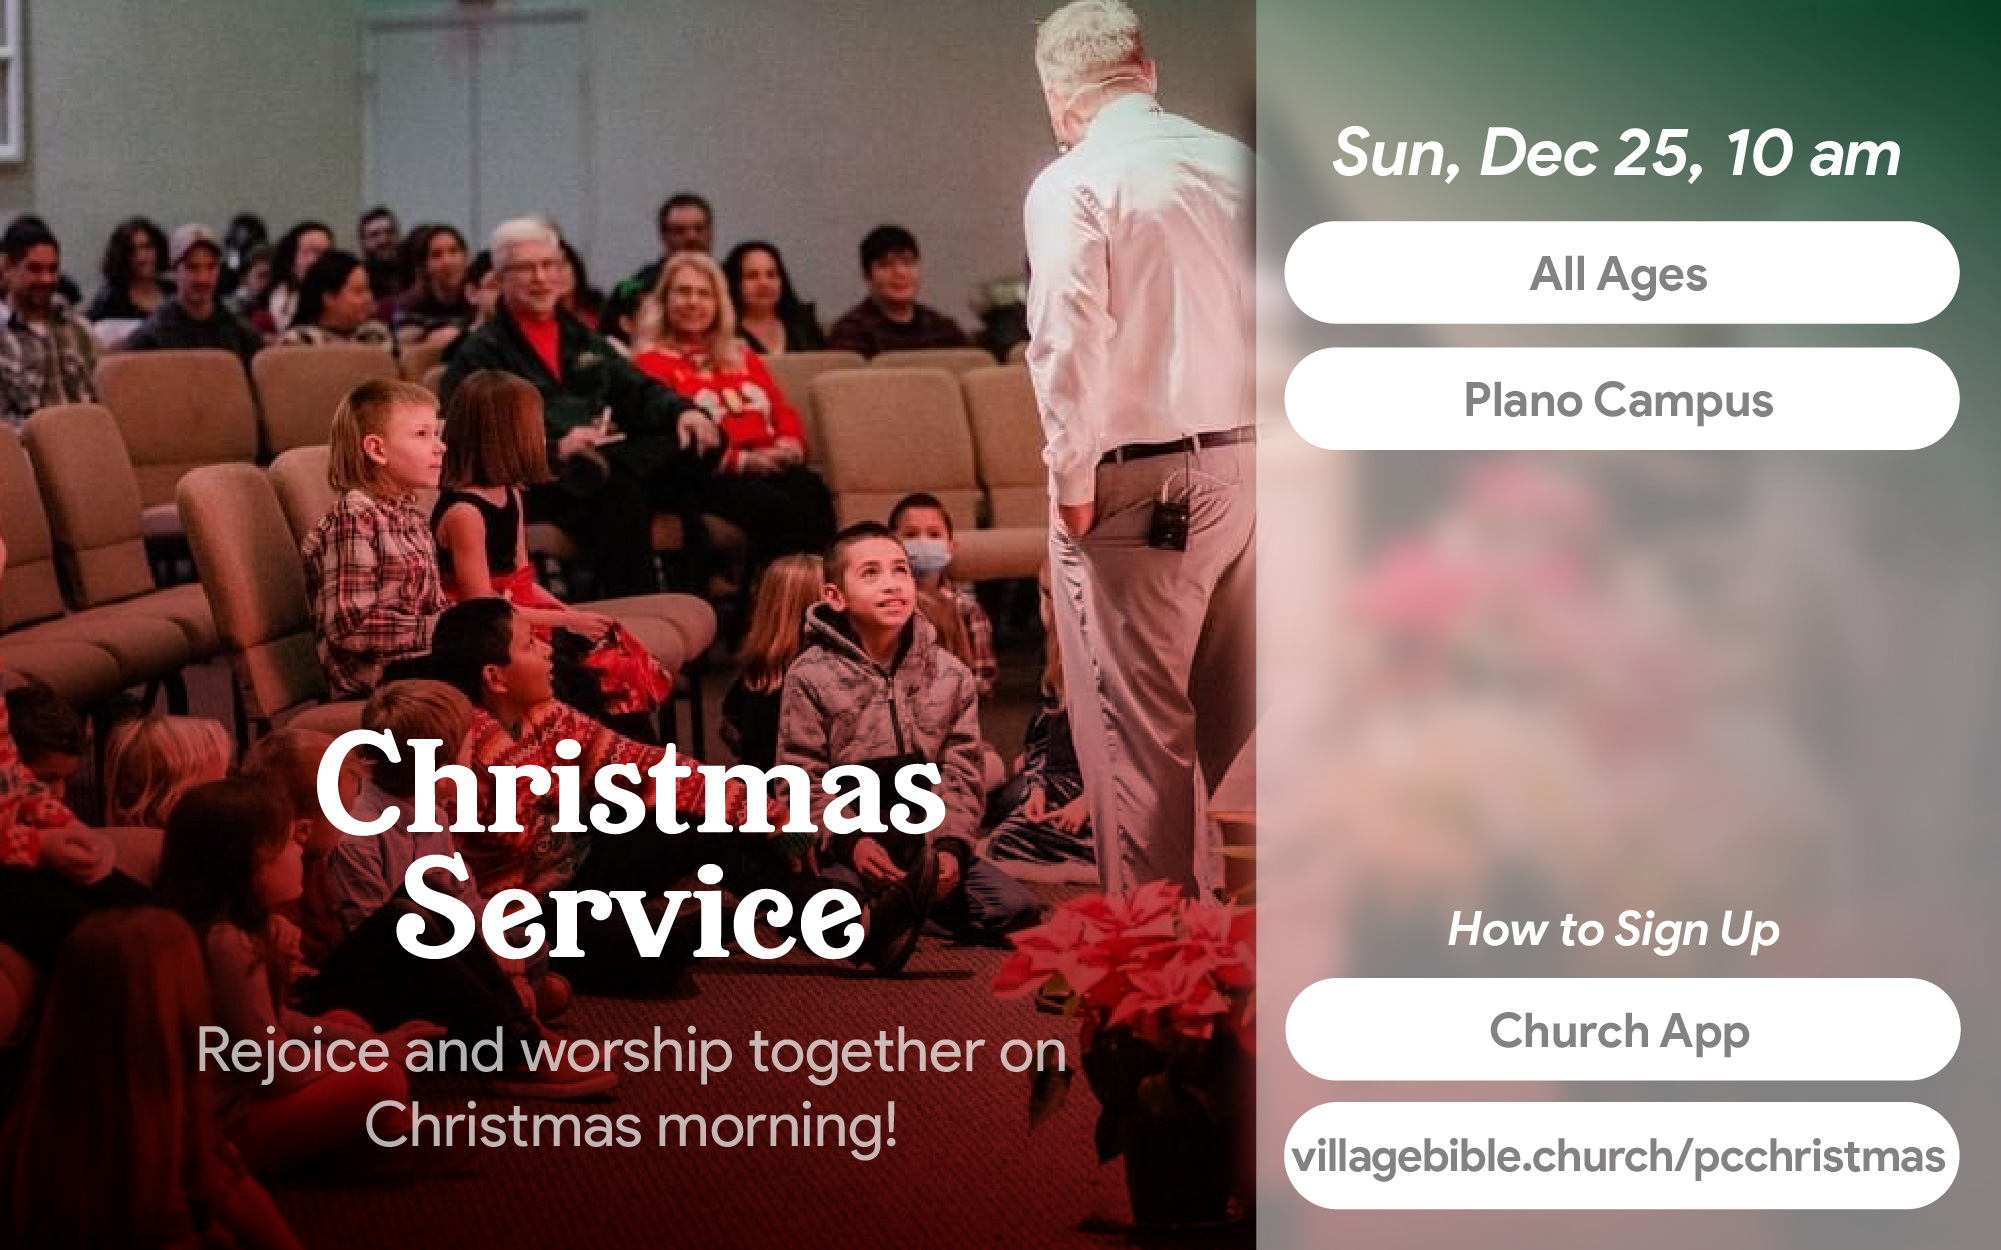 Christmas
Service
Rejoice and worship together on
Christmas morning!
Sun, Dec 25, 10 am
All Ages
Plano Campus
How to Sign Up
Church App
villagebible.church/pcchristmas